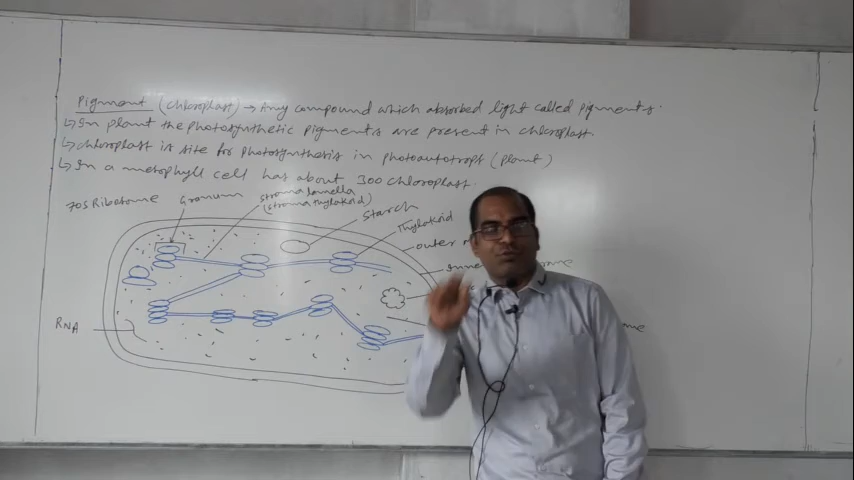 Pigment (chloroplast) → Any compound which absorbed light called pigments.
↳ In plant the photosynthetic pigments are present in chloroplast.
↳ chloroplast is site for photosynthesis in photoautotrops (plant)
↳ In a mesophyll cell has about 300 chloroplast.
70s Ribosome
Granum
stroma lamella
(stroma thylakoid)
Starch
Thylakoid
outer
Inne
RNA